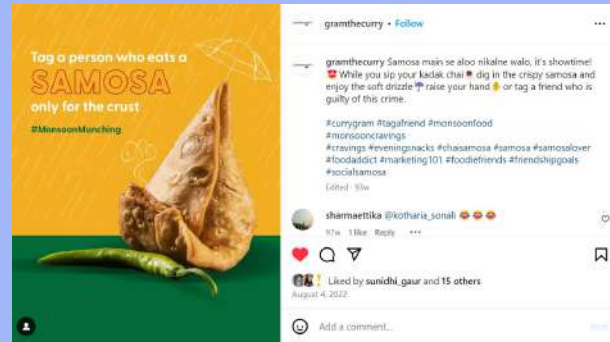 Tag a person who eats a
SAMOSA
only for the crust
#MonsoonMunching
gramthecurry • Follow
gramthecurry Samosa main se aloo nikalne walo, it's showtime!
😍 While you sip your kadak chai🌹 dig in the crispy samosa and
enjoy the soft drizzle☔ raise your hand ✋ or tag a friend who is
guilty of this crime.
#currygram #tagafriend #monsoonfood
#monsooncravings
#cravings #eveningsnacks #chaisamosa #samosa #samosalover
#foodaddict #marketing101 #foodiefriends #friendshipgoals
#socialsamosa
Edited · 93w
sharmaettika @kotharia_sonali 😂😂😂
97w 1 like Reply
Liked by sunidhi_gaur and 15 others
August 4, 2022
Add a comment...